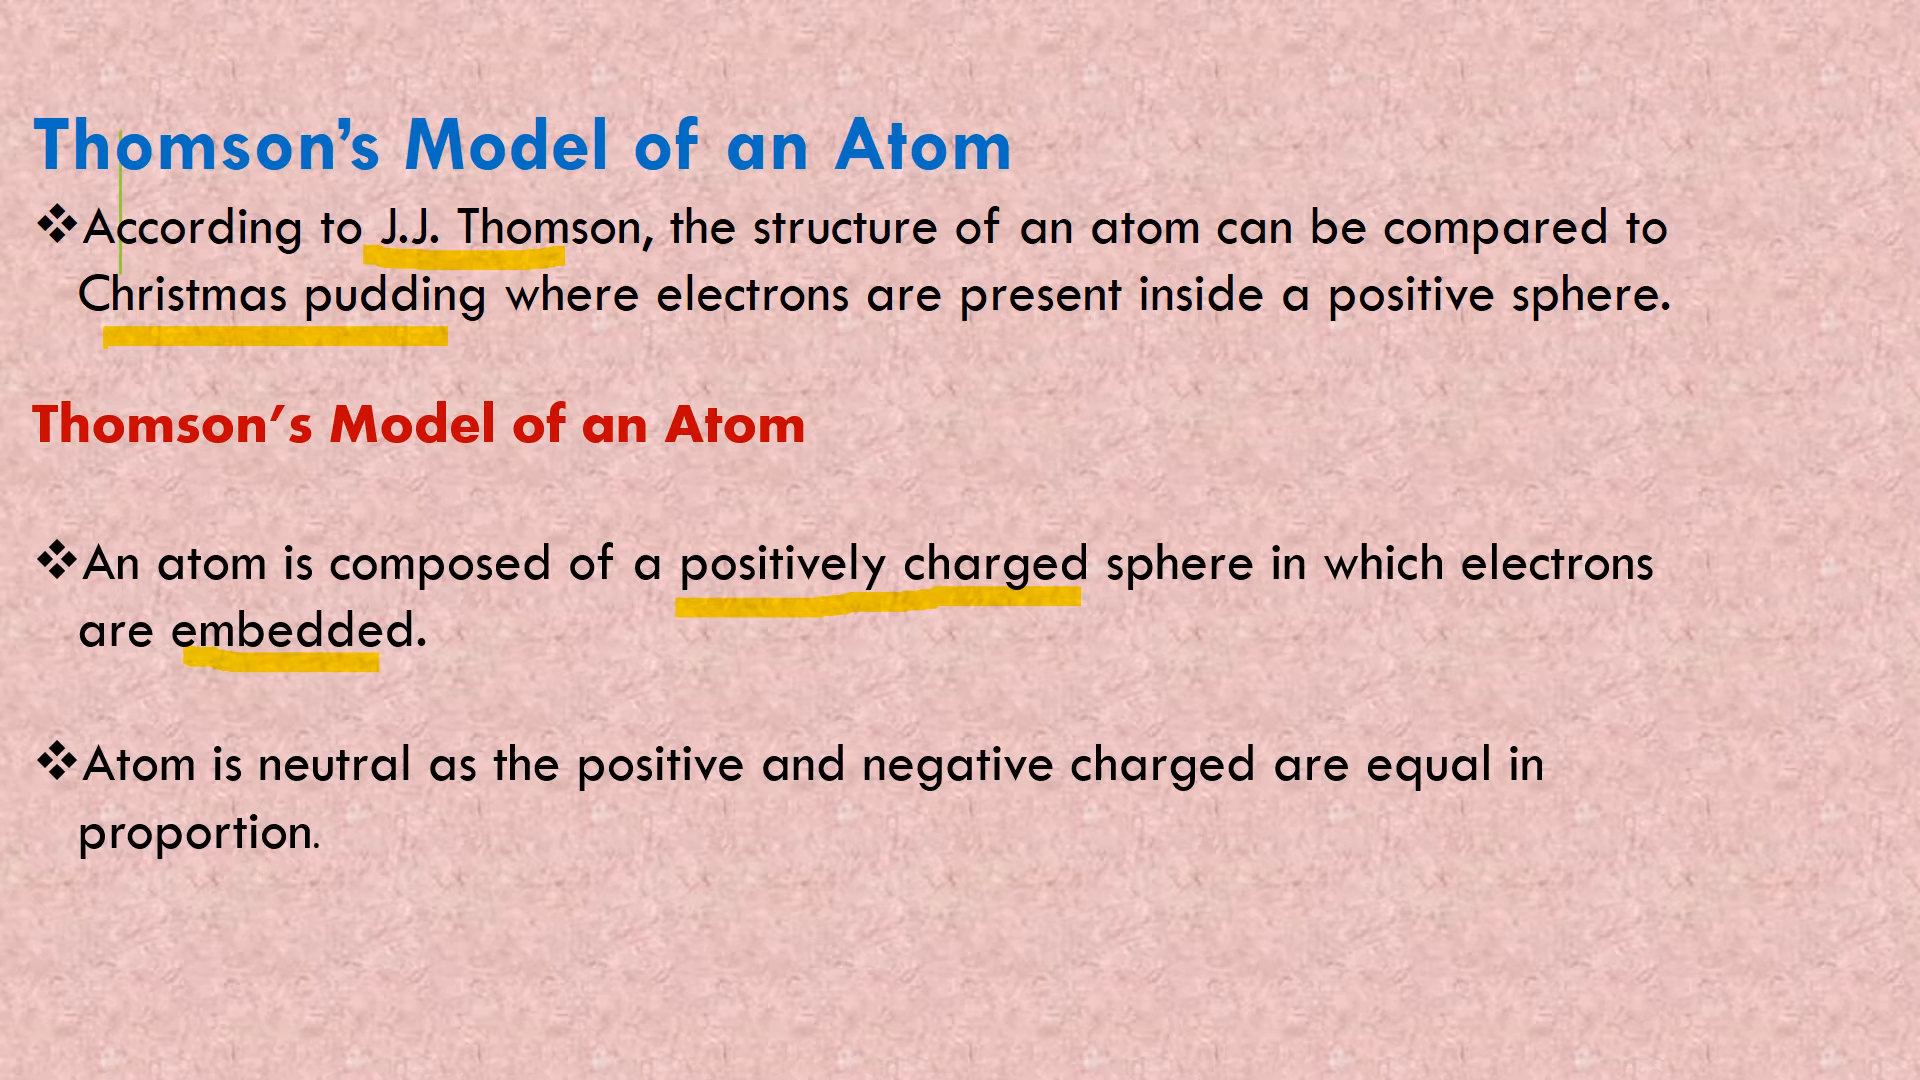 Thomson’s Model of an Atom
❖According to J.J. Thomson, the structure of an atom can be compared to
Christmas pudding where electrons are present inside a positive sphere.
Thomson’s Model of an Atom
❖An atom is composed of a positively charged sphere in which electrons
are embedded.
❖Atom is neutral as the positive and negative charged are equal in
proportion.